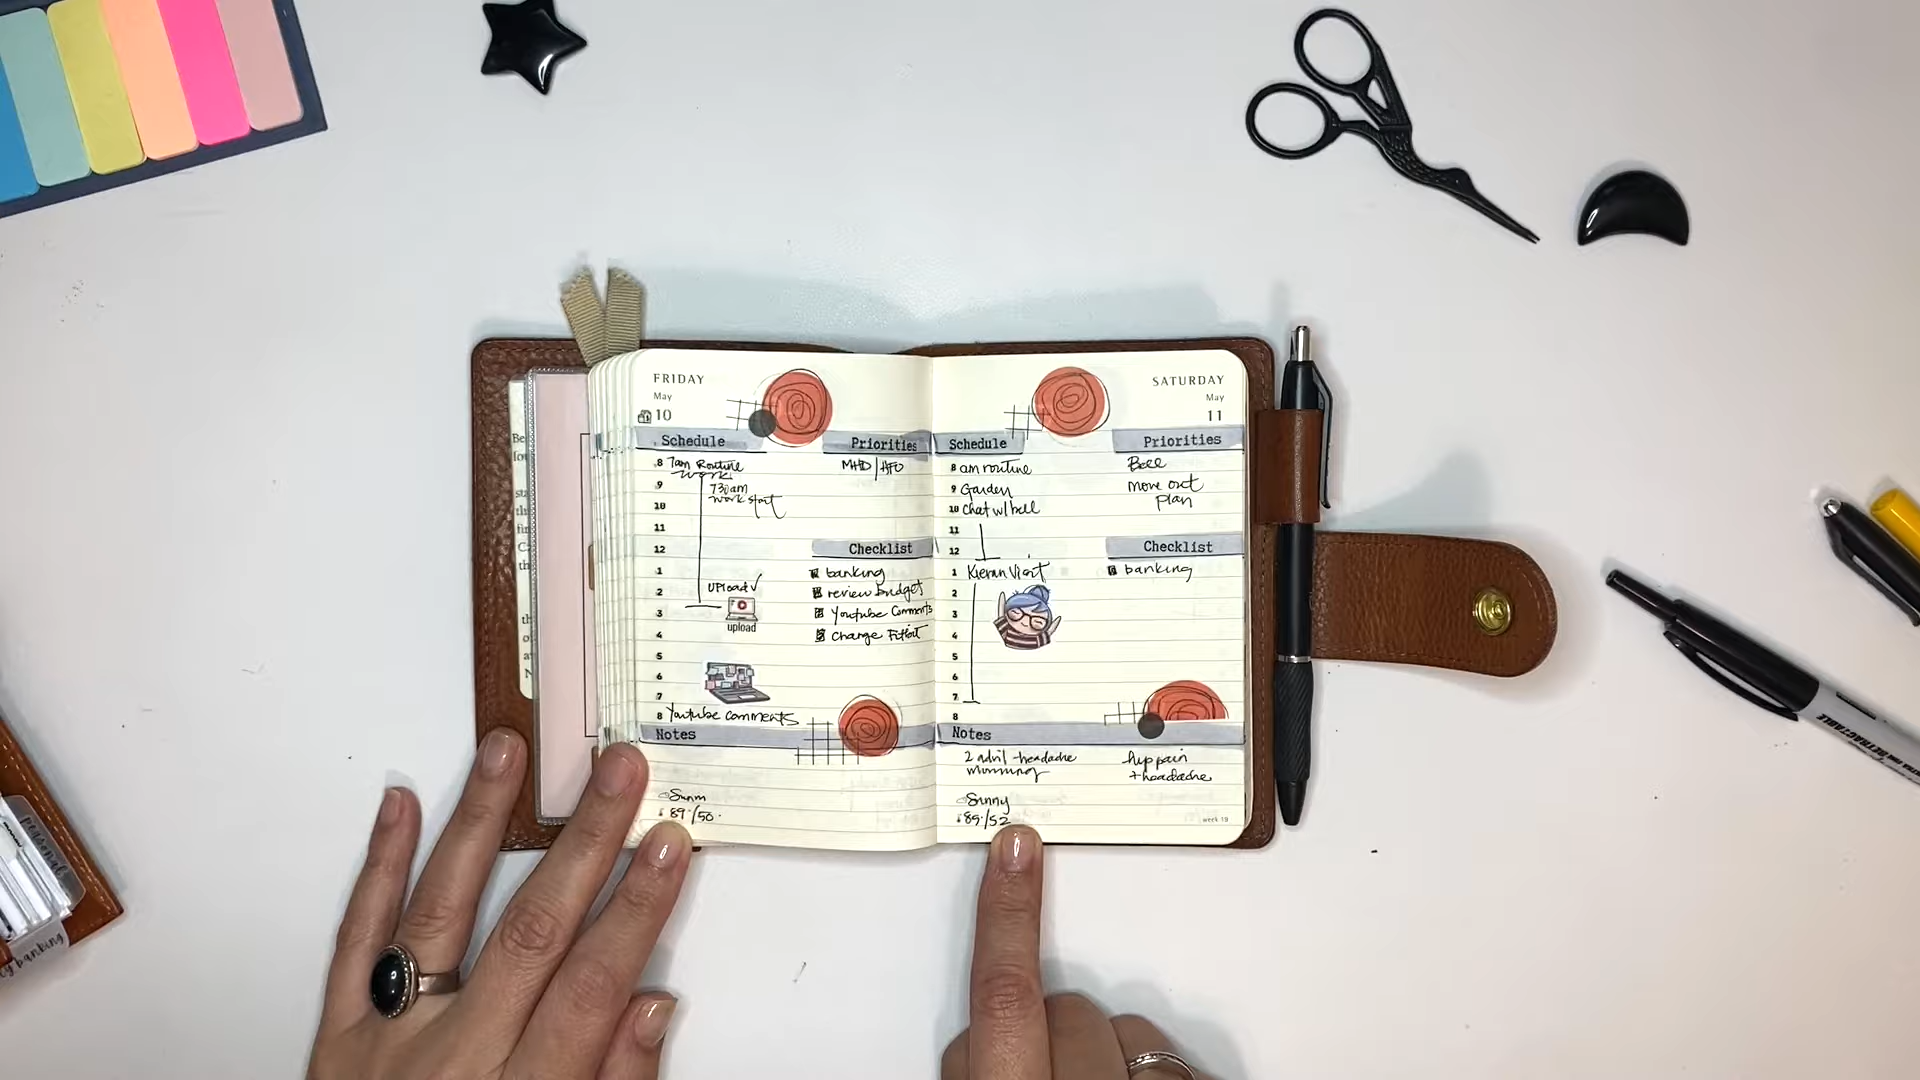 FRIDAY
May
10
Schedule
Priorities
8 7am Routine
work
MHD/HFO
9
730am
work start
10
11
12
Checklist
1
banking
upload ✓
2
review budget
3
Youtube Comments
upload
4
Change Fitbit
5
6
7
8 Youtube comments
Notes
Sunny
89°/50°
SATURDAY
May
11
Schedule
Priorities
8 am routine
Bell
9 Garden
move out
plan
10 Chat w/ bell
11
12
Checklist
1 Kieran Visit
banking
2
3
4
5
6
7
8
Notes
2 advil - headache
morning
hip pain
+ headache
Sunny
89°/52
week 19
personal
banking